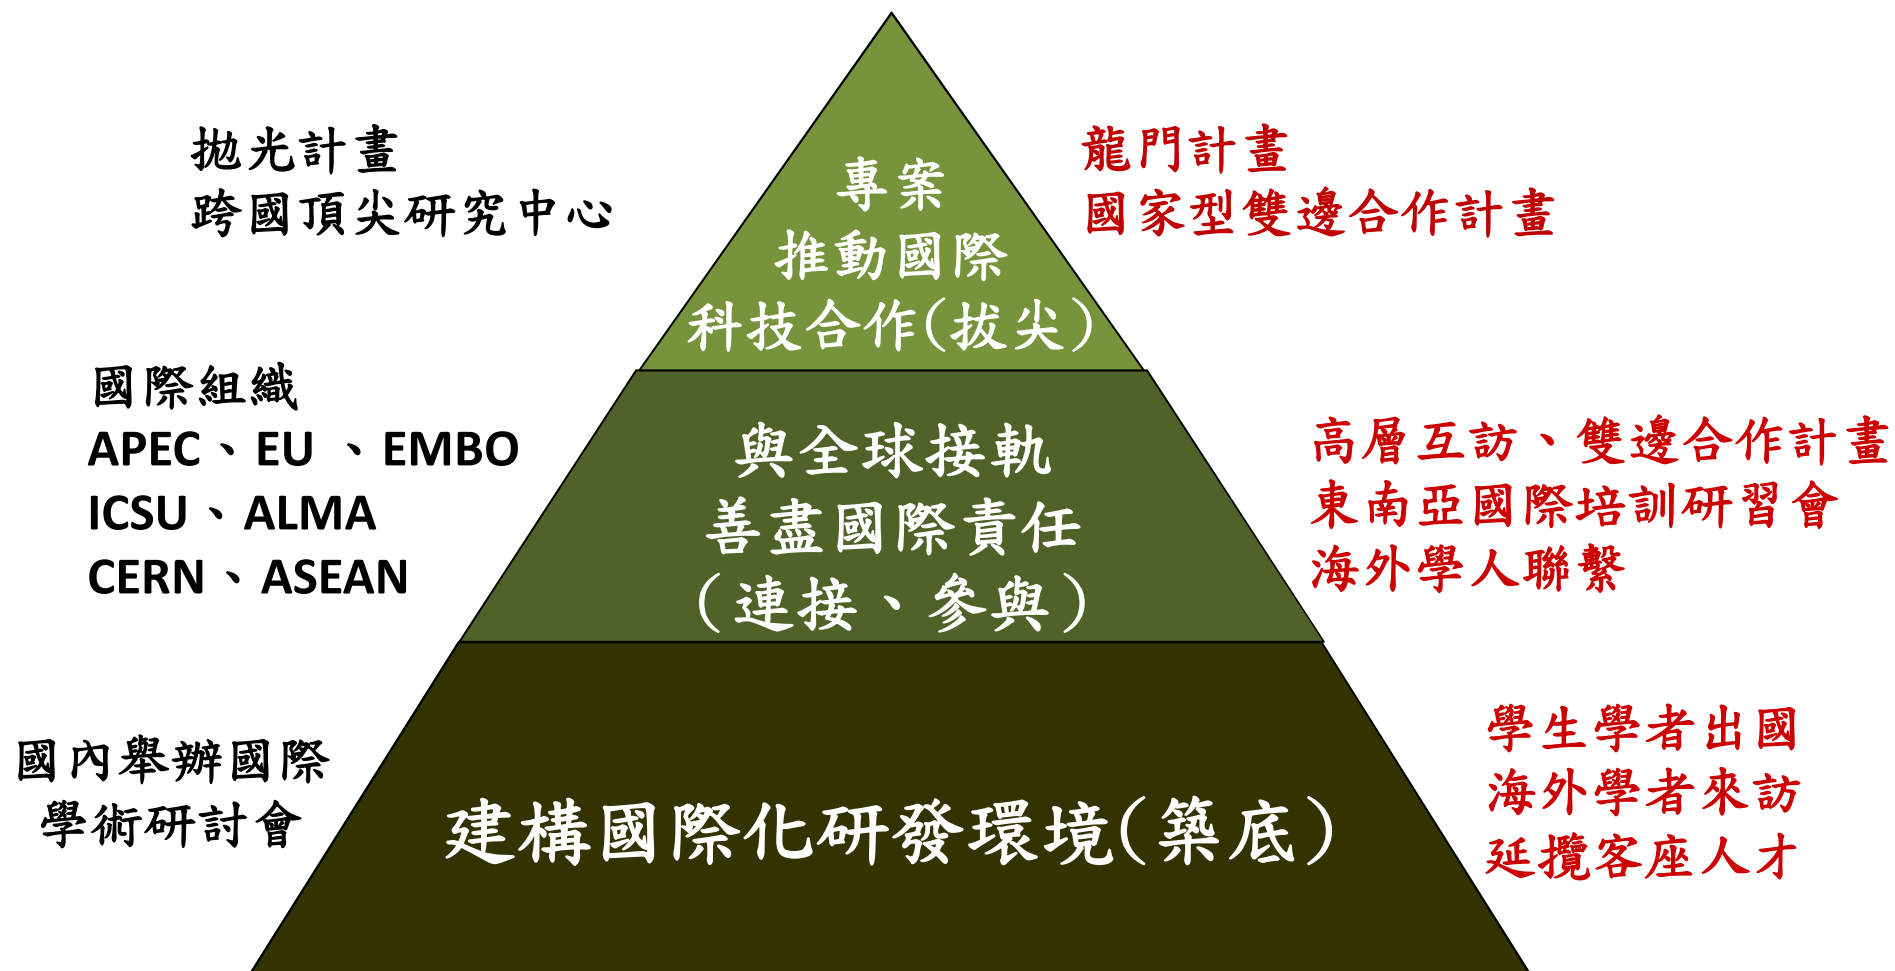 拋光計畫
跨國頂尖研究中心
專案
推動國際
科技合作(拔尖)
龍門計畫
國家型雙邊合作計畫
國際組織
APEC、EU 、EMBO
ICSU、ALMA
CERN、ASEAN
與全球接軌
善盡國際責任
(連接、參與)
高層互訪、雙邊合作計畫
東南亞國際培訓研習會
海外學人聯繫
國內舉辦國際
學術研討會
建構國際化研發環境(築底)
學生學者出國
海外學者來訪
延攬客座人才